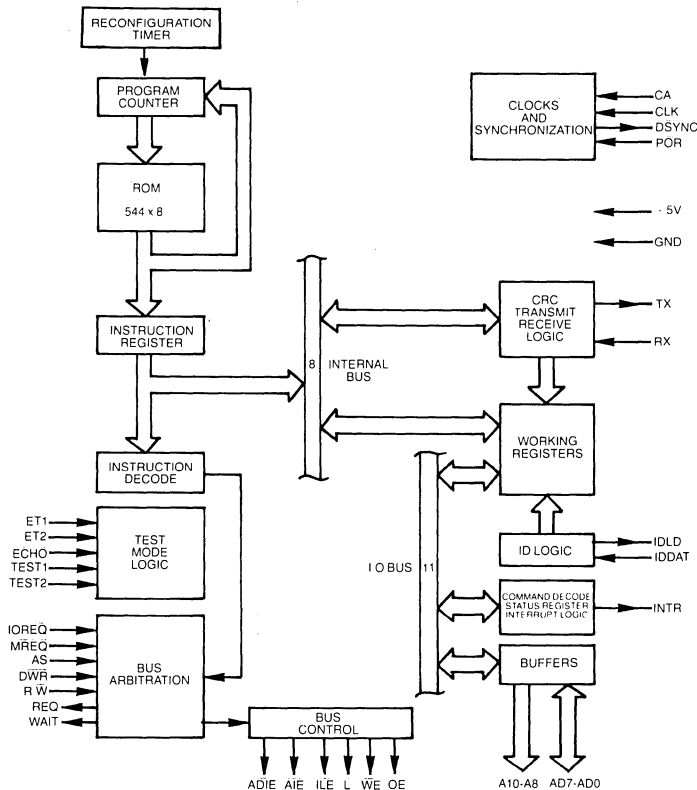 RECONFIGURATION
TIMER
PROGRAM
COUNTER
ROM
544 x 8
INSTRUCTION
REGISTER
INSTRUCTION
DECODE
ET1
ET2
ECHO
TEST1
TEST2
TEST
MODE
LOGIC
IOREQ
MREQ
AS
DWR
R W
REQ
WAIT
BUS
ARBITRATION
BUS
CONTROL
ADIE
AIE
ILE
L
WE
OE
8
INTERNAL
BUS
I O BUS
11
CLOCKS
AND
SYNCHRONIZATION
CA
CLK
DSYNC
POR
- 5V
GND
CRC
TRANSMIT
RECEIVE
LOGIC
TX
RX
WORKING
REGISTERS
ID LOGIC
IDLD
IDDAT
COMMAND DECODE
STATUS REGISTER
INTERRUPT LOGIC
INTR
BUFFERS
A10-A8
AD7-AD0